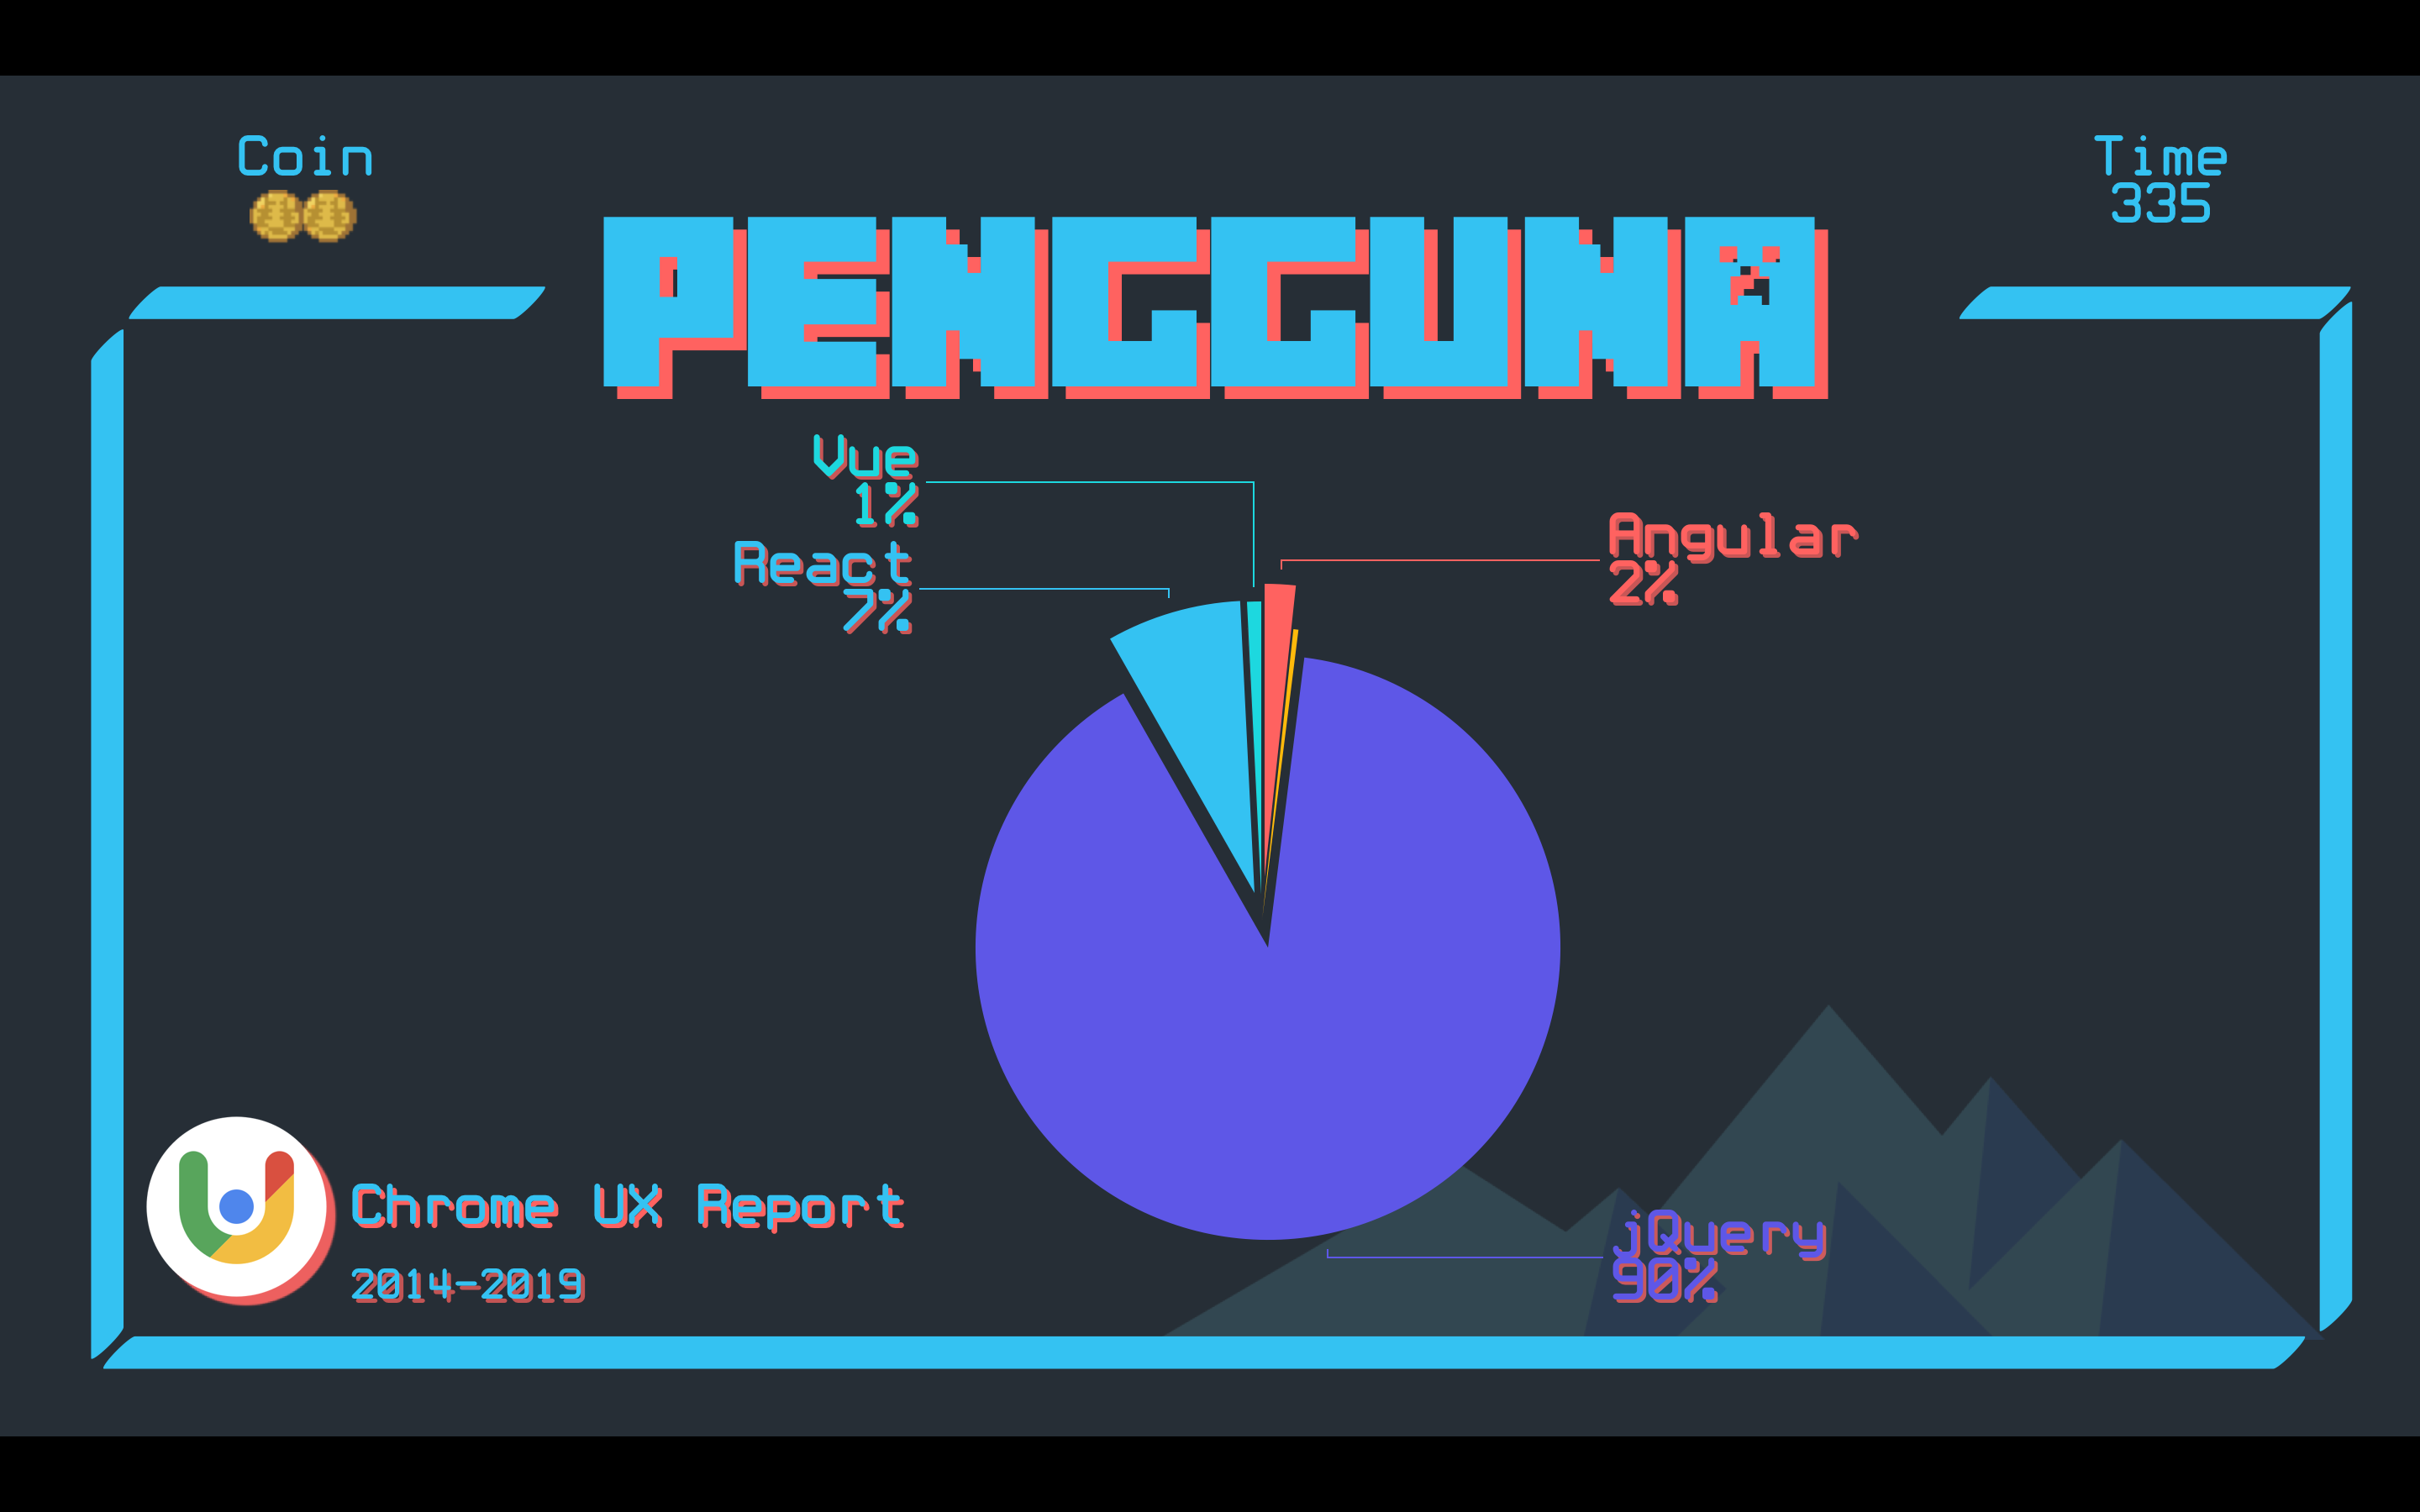 Coin
Time
335
PENGGUNA
Vue
1%
React
7%
Angular
2%
Chrome UX Report
2014-2019
jQuery
90%